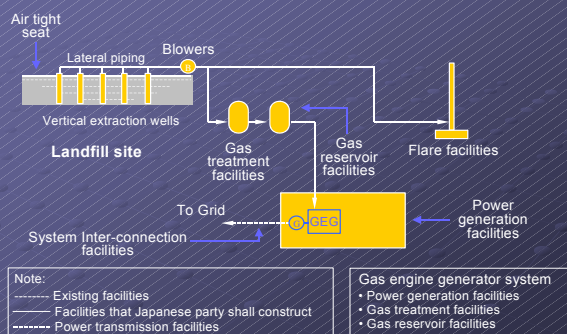 Air tight
seat
Lateral piping
Blowers
B
Vertical extraction wells
Landfill site
Gas
treatment
facilities
Gas
reservoir
facilities
Flare facilities
To Grid
G
GEG
Power
generation
facilities
System Inter-connection
facilities
Note:
Existing facilities
Facilities that Japanese party shall construct
Power transmission facilities
Gas engine generator system
• Power generation facilities
• Gas treatment facilities
• Gas reservoir facilities